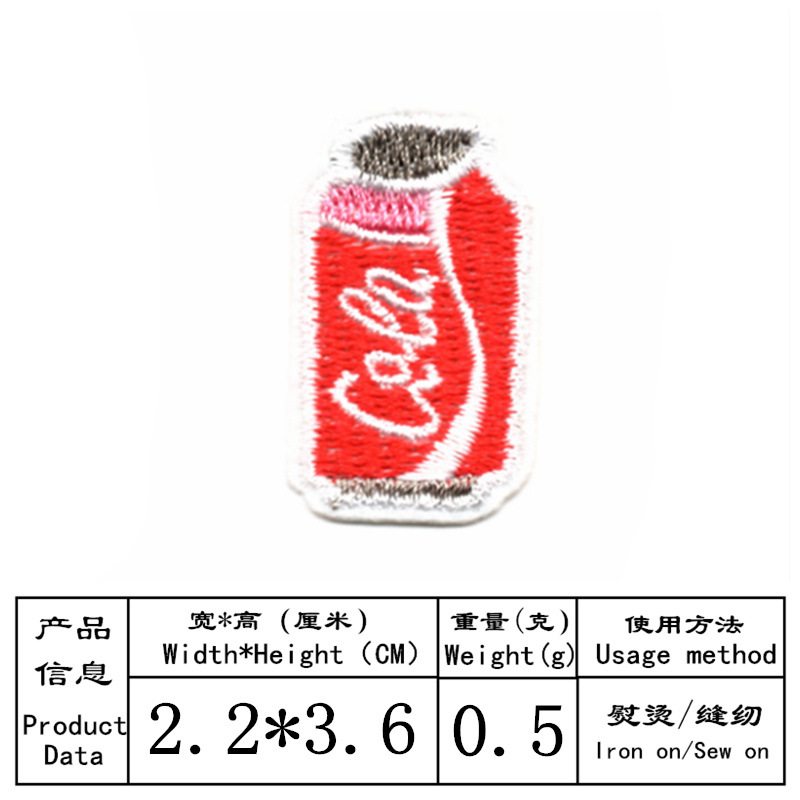 Cola
产品
信息
Product
Data
宽*高 (厘米)
Width*Height (CM)
2.2*3.6
重量(克)
Weight(g)
0.5
使用方法
Usage method
熨烫/缝纫
Iron on/Sew on